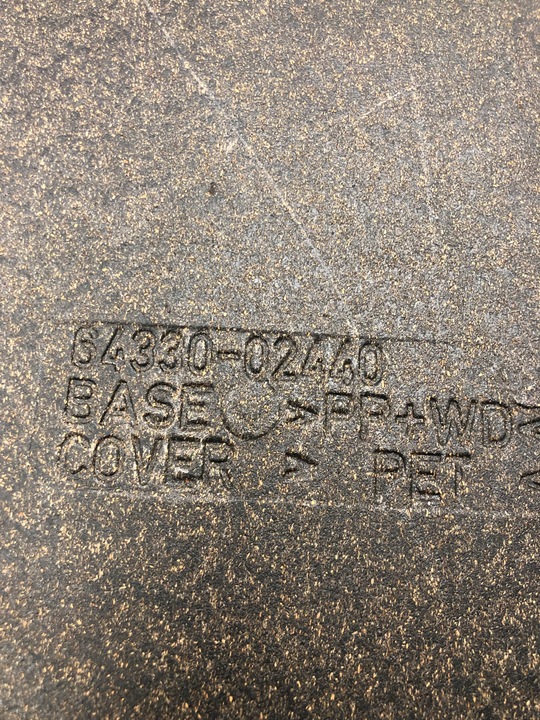 64330-02440
BASE >PP+WD<
COVER > PET <